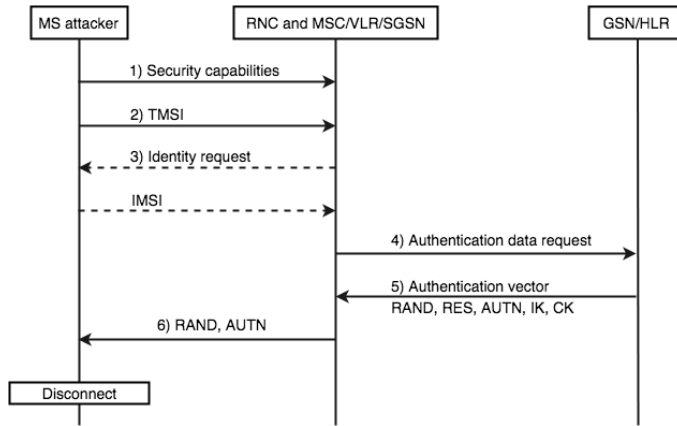 MS attacker
RNC and MSC/VLR/SGSN
GSN/HLR
1) Security capabilities
2) TMSI
3) Identity request
IMSI
4) Authentication data request
5) Authentication vector
RAND, RES, AUTN, IK, CK
6) RAND, AUTN
Disconnect